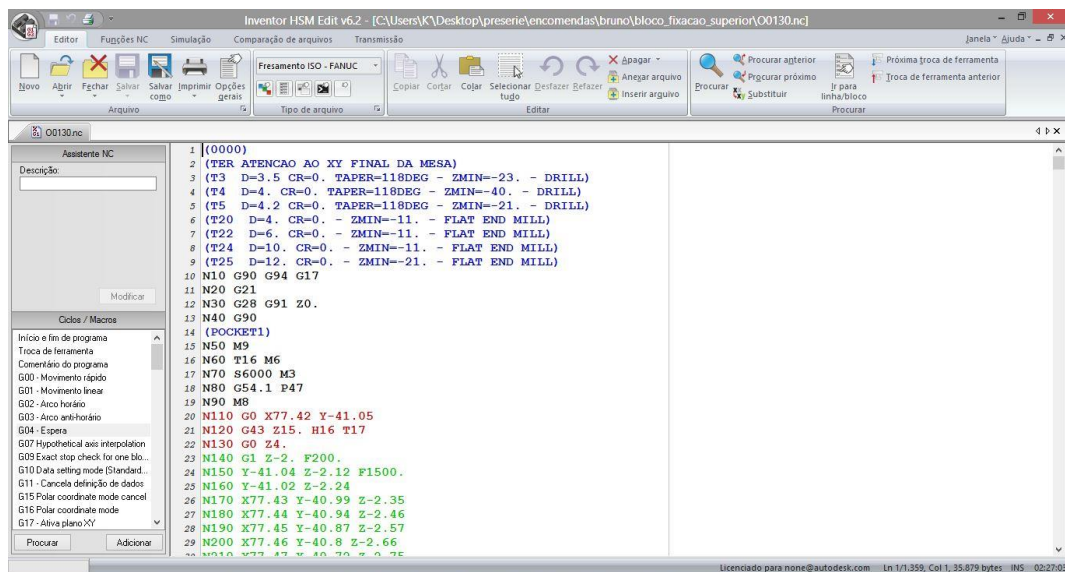 Inventor HSM Edit v6.2 - [C:\Users\K\Desktop\preserie\encomendas\bruno\bloco_fixacao_superior\O0130.nc]
Editor Funções NC Simulação Comparação de arquivos Transmissão Janela Ajuda
Novo Abrir Fechar Salvar Salvar como Imprimir Opções gerais
Arquivo
Fresamento ISO - FANUC
Tipo de arquivo
Copiar Cortar Colar Selecionar tudo Desfazer Refazer
Apagar
Anexar arquivo
Inserir arquivo
Editar
Procurar
Procurar anterior
Procurar próximo
Substituir
Ir para linha/bloco
Próxima troca de ferramenta
Troca de ferramenta anterior
Procurar
O0130.nc
Assistente NC
Descrição:
Modificar
Ciclos / Macros
Início e fim de programa
Troca de ferramenta
Comentário do programa
G00 - Movimento rápido
G01 - Movimento linear
G02 - Arco horário
G03 - Arco anti-horário
G04 - Espera
G07 Hypothetical axis interpolation
G09 Exact stop check for one blo...
G10 Data setting mode (Standard...
G11 - Cancela definição de dados
G15 Polar coordinate mode cancel
G16 Polar coordinate mode
G17 - Ativa plano XY
Procurar Adicionar
1 (0000)
2 (TER ATENCAO AO XY FINAL DA MESA)
3 (T3 D=3.5 CR=0. TAPER=118DEG - ZMIN=-23. - DRILL)
4 (T4 D=4. CR=0. TAPER=118DEG - ZMIN=-40. - DRILL)
5 (T5 D=4.2 CR=0. TAPER=118DEG - ZMIN=-21. - DRILL)
6 (T20 D=4. CR=0. - ZMIN=-11. - FLAT END MILL)
7 (T22 D=6. CR=0. - ZMIN=-11. - FLAT END MILL)
8 (T24 D=10. CR=0. - ZMIN=-11. - FLAT END MILL)
9 (T25 D=12. CR=0. - ZMIN=-21. - FLAT END MILL)
10 N10 G90 G94 G17
11 N20 G21
12 N30 G28 G91 Z0.
13 N40 G90
14 (POCKET1)
15 N50 M9
16 N60 T16 M6
17 N70 S6000 M3
18 N80 G54.1 P47
19 N90 M8
20 N110 G0 X77.42 Y-41.05
21 N120 G43 Z15. H16 T17
22 N130 G0 Z4.
23 N140 G1 Z-2. F200.
24 N150 Y-41.04 Z-2.12 F1500.
25 N160 Y-41.02 Z-2.24
26 N170 X77.43 Y-40.99 Z-2.35
27 N180 X77.44 Y-40.94 Z-2.46
28 N190 X77.45 Y-40.87 Z-2.57
29 N200 X77.46 Y-40.8 Z-2.66
30 N210 X77.47 Y-40.72 Z-2.75
Licenciado para none@autodesk.com Ln 1/1.359, Col 1, 35.879 bytes INS 02:27:03